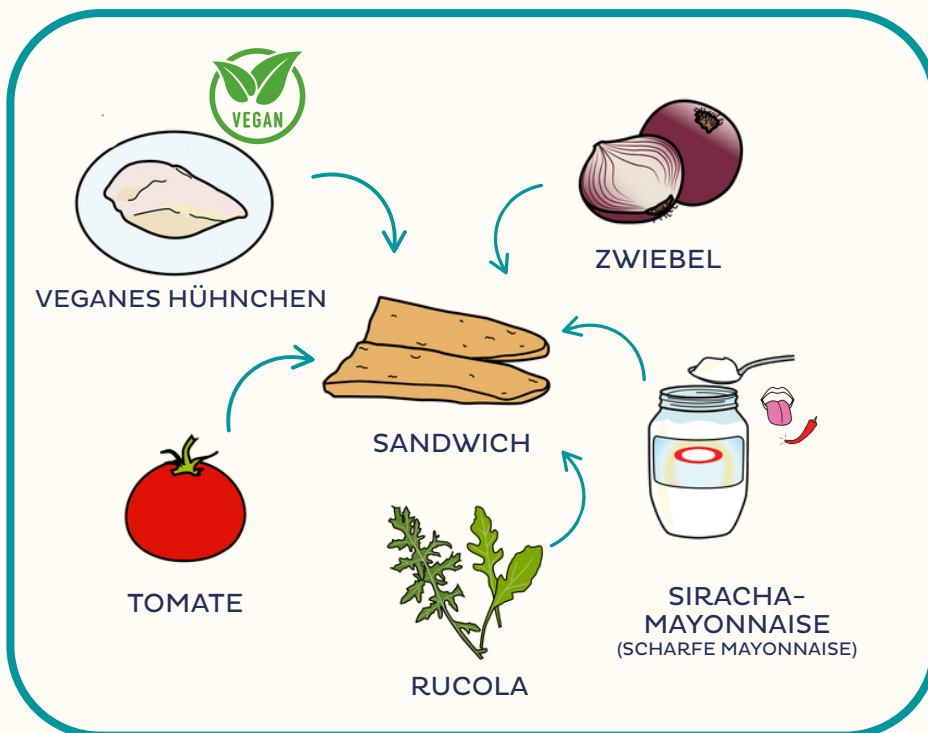 VEGAN
VEGANES HÜHNCHEN
ZWIEBEL
SANDWICH
TOMATE
RUCOLA
SIRACHA-
MAYONNAISE
(SCHARFE MAYONNAISE)